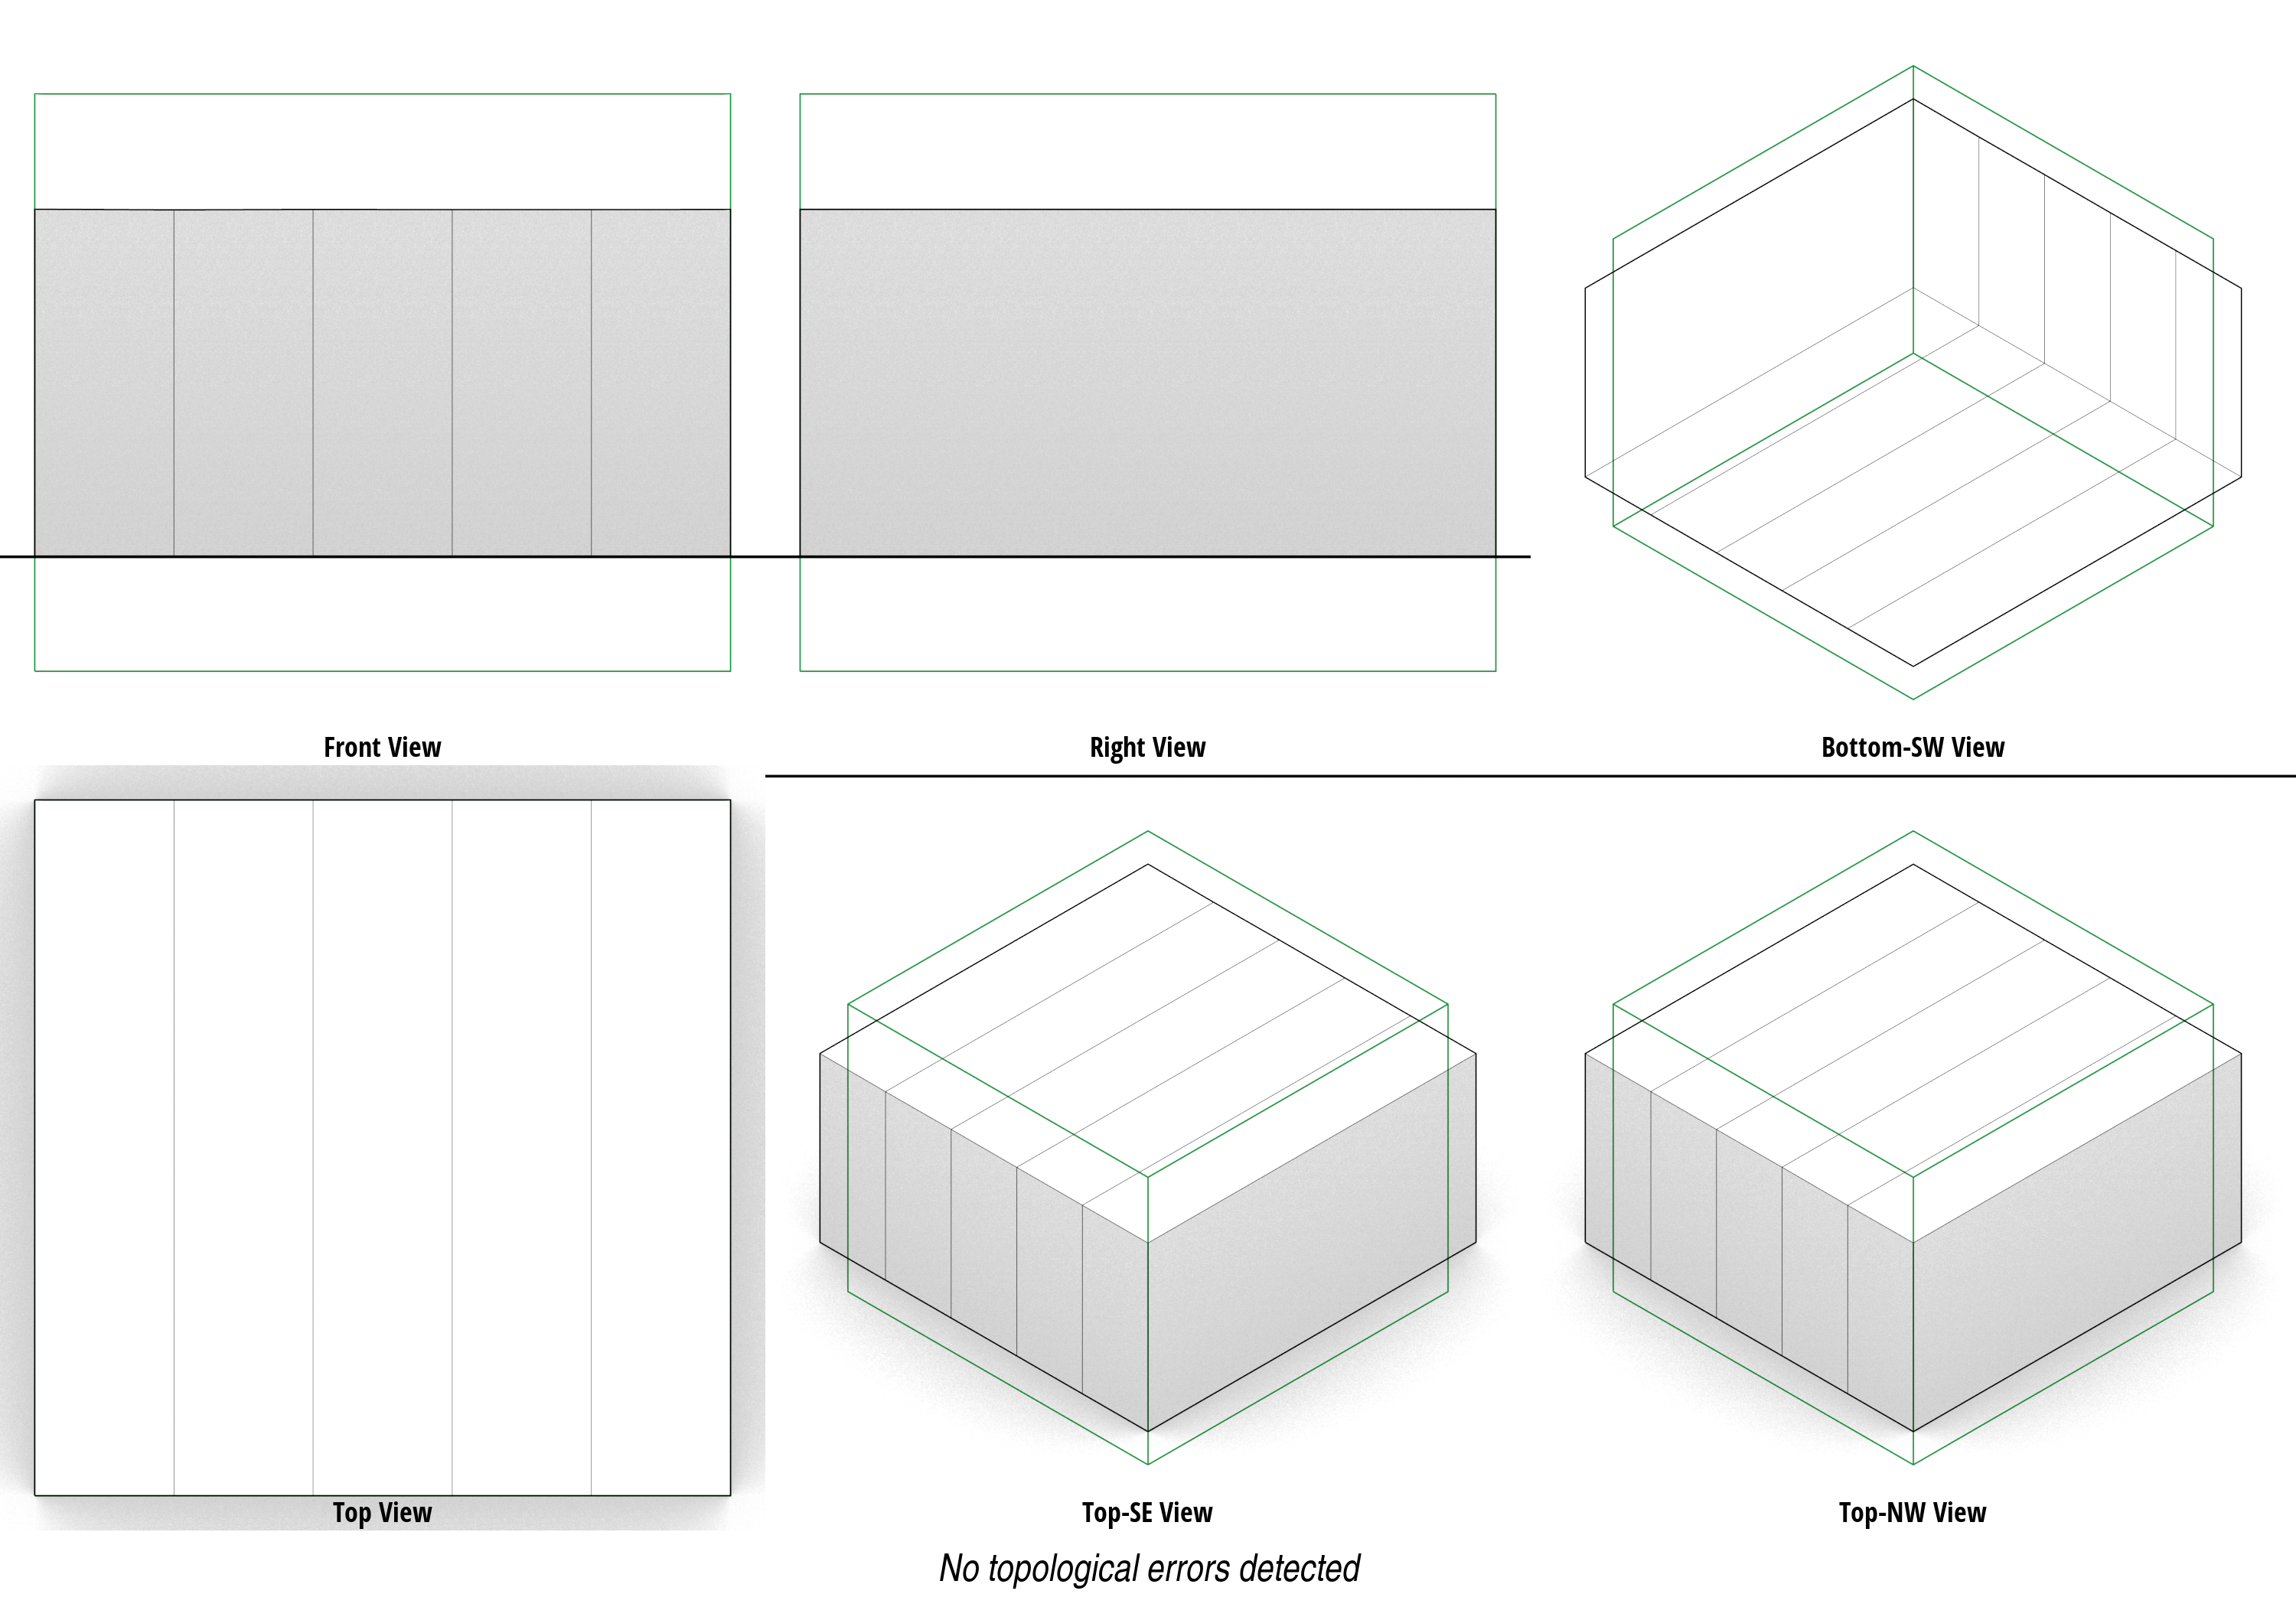 Front View
Right View
Bottom-SW View
Top View
Top-SE View
Top-NW View
No topological errors detected